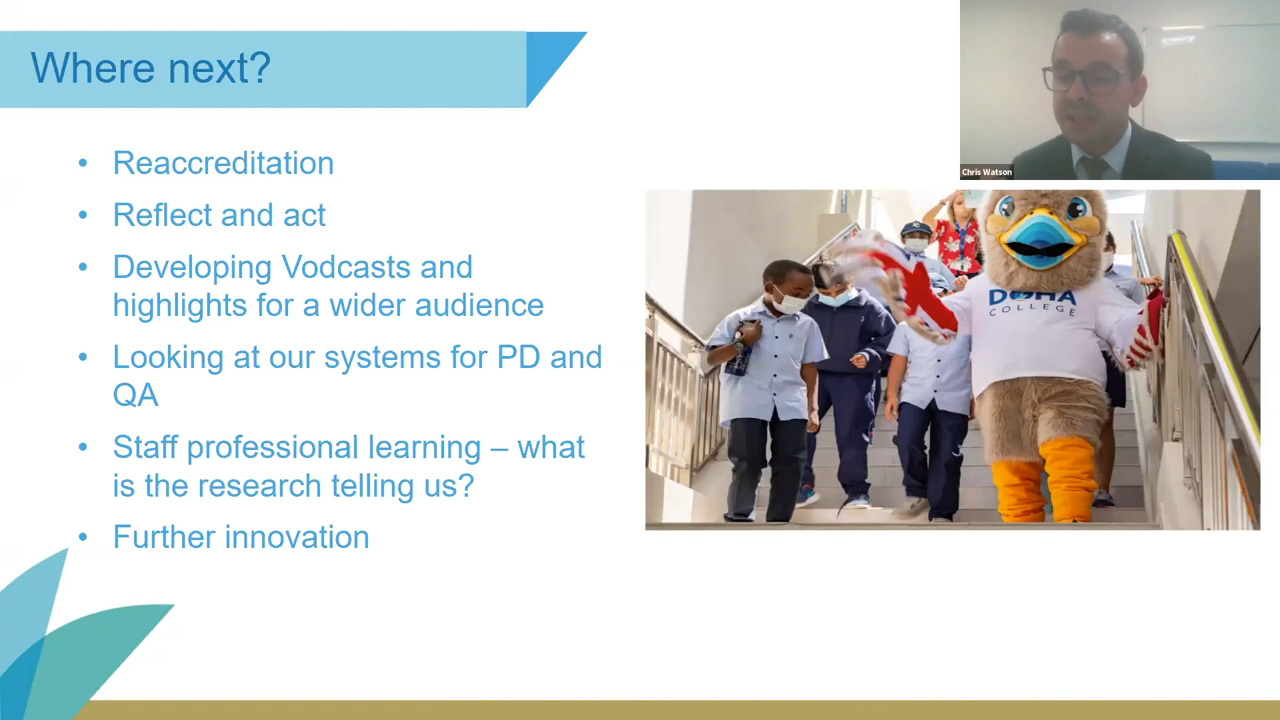 Where next?
Chris Watson
• Reaccreditation
• Reflect and act
• Developing Vodcasts and
highlights for a wider audience
• Looking at our systems for PD and
QA
• Staff professional learning – what
is the research telling us?
• Further innovation
DOHA
COLLEGE